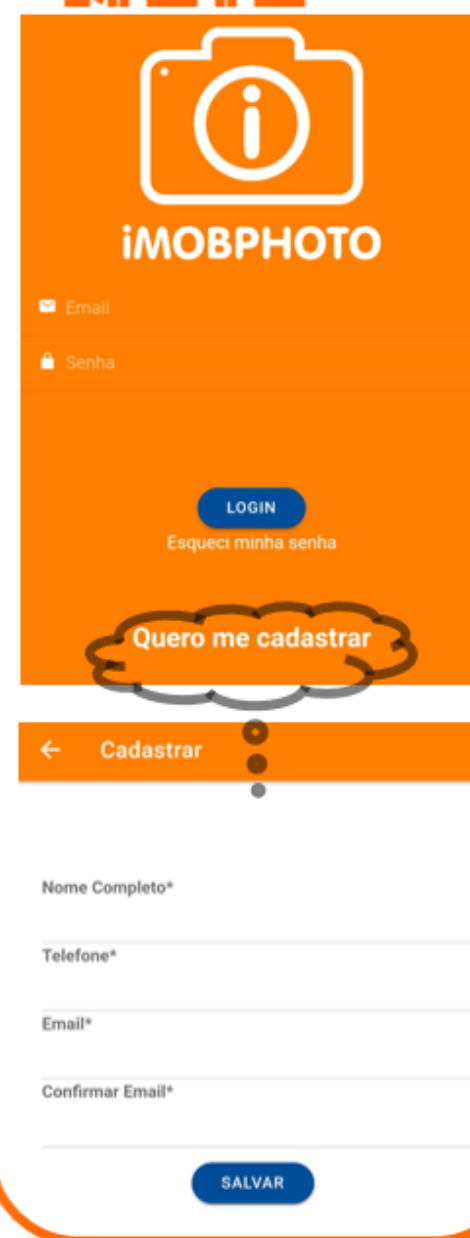 iMOBPHOTO
Email
Senha
LOGIN
Esqueci minha senha
Quero me cadastrar
Cadastrar
Nome Completo*
Telefone*
Email*
Confirmar Email*
SALVAR